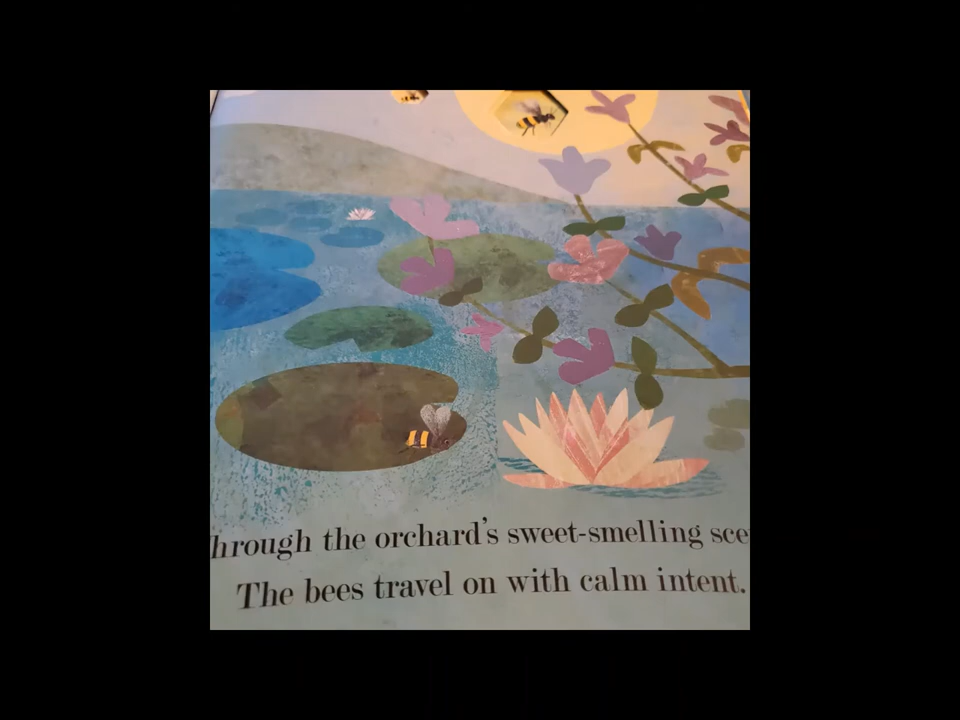 hrough the orchard's sweet-smelling sce
The bees travel on with calm intent.